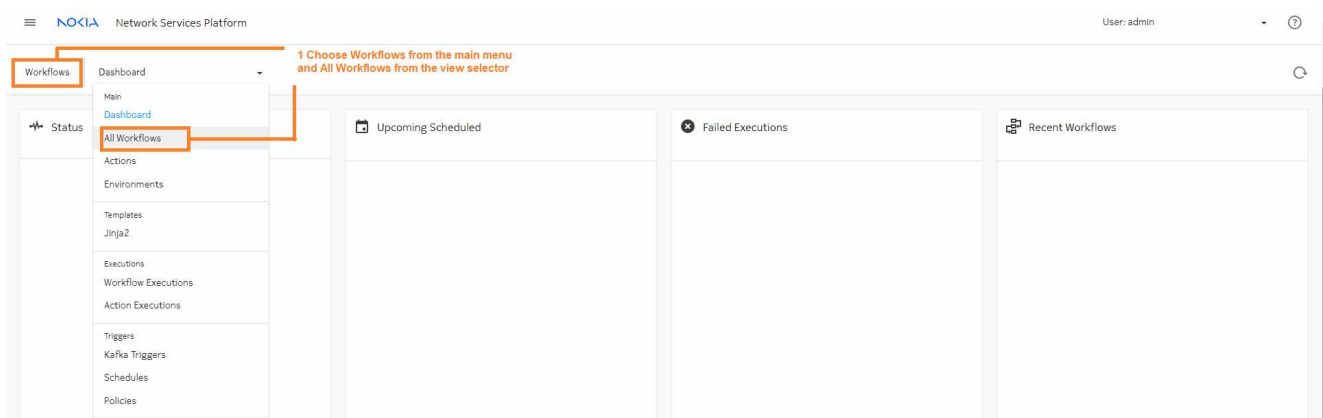 NOKIA Network Services Platform User: admin
1 Choose Workflows from the main menu
and All Workflows from the view selector
Workflows Dashboard
Main
Dashboard
All Workflows
Actions
Environments
Templates
Jinja2
Executions
Workflow Executions
Action Executions
Triggers
Kafka Triggers
Schedules
Policies
Status
Upcoming Scheduled
Failed Executions
Recent Workflows